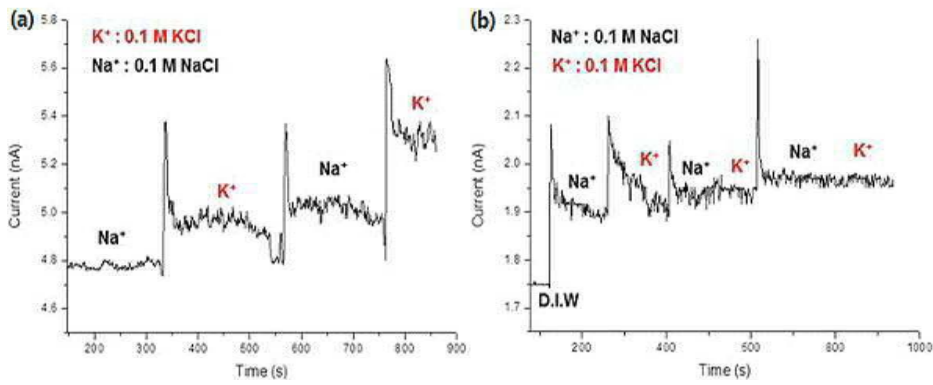 (a)
K⁺ : 0.1 M KCl
Na⁺ : 0.1 M NaCl
5.8
5.6
5.4
5.2
5.0
4.8
4.6
Current (nA)
Na⁺
K⁺
Na⁺
K⁺
200 300 400 500 600 700 800 900
Time (s)
(b)
Na⁺ : 0.1 M NaCl
K⁺ : 0.1 M KCl
2.3
2.2
2.1
2.0
1.9
1.8
1.7
Current (nA)
D.I.W
Na⁺
K⁺
Na⁺
K⁺
Na⁺
K⁺
200 400 600 800 1000
Time (s)